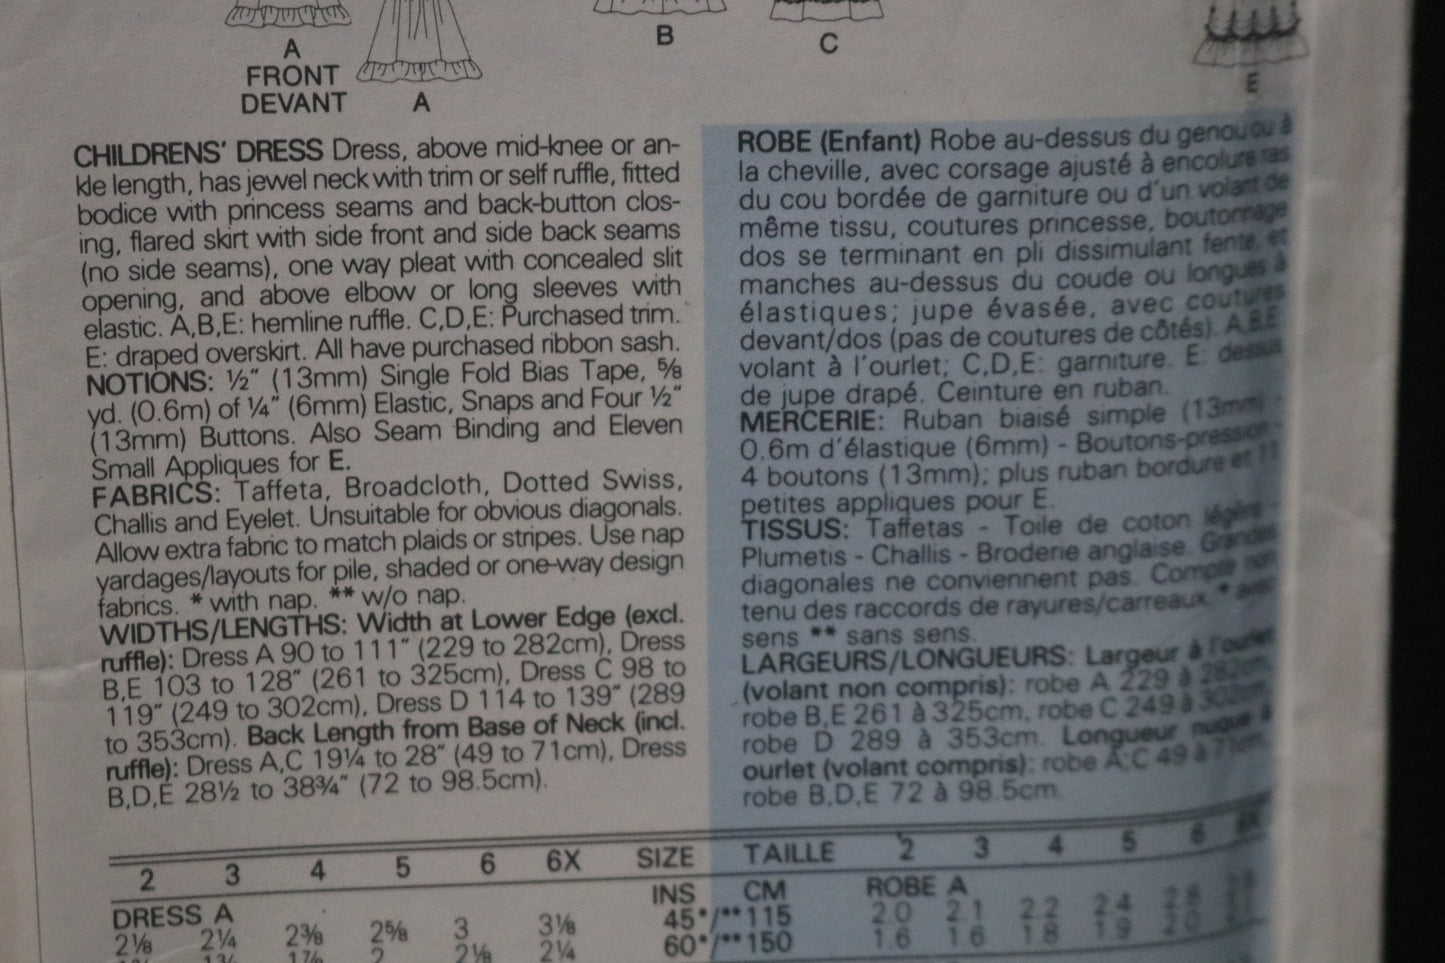 A
FRONT
DEVANT
A
B
C
E
CHILDRENS' DRESS Dress, above mid-knee or an-
kle length, has jewel neck with trim or self ruffle, fitted
bodice with princess seams and back-button clos-
ing, flared skirt with side front and side back seams
(no side seams), one way pleat with concealed slit
opening, and above elbow or long sleeves with
elastic. A,B,E: hemline ruffle. C,D,E: Purchased trim.
E: draped overskirt. All have purchased ribbon sash.
NOTIONS: ½" (13mm) Single Fold Bias Tape, ⅝
yd. (0.6m) of ¼" (6mm) Elastic, Snaps and Four ½"
(13mm) Buttons. Also Seam Binding and Eleven
Small Appliques for E.
FABRICS: Taffeta, Broadcloth, Dotted Swiss,
Challis and Eyelet. Unsuitable for obvious diagonals.
Allow extra fabric to match plaids or stripes. Use nap
yardages/layouts for pile, shaded or one-way design
fabrics. * with nap. ** w/o nap.
WIDTHS/LENGTHS: Width at Lower Edge (excl.
ruffle): Dress A 90 to 111" (229 to 282cm), Dress
B,E 103 to 128" (261 to 325cm), Dress C 98 to
119" (249 to 302cm), Dress D 114 to 139" (289
to 353cm). Back Length from Base of Neck (incl.
ruffle): Dress A,C 19¼ to 28" (49 to 71cm), Dress
B,D,E 28½ to 38¾" (72 to 98.5cm).
ROBE (Enfant) Robe au-dessus du genou ou à
la cheville, avec corsage ajusté à encolure ras
du cou bordée de garniture ou d'un volant de
même tissu, coutures princesse, boutonnage
dos se terminant en pli dissimulant fente, et
manches au-dessus du coude ou longues à
élastiques; jupe évasée, avec coutures
devant/dos (pas de coutures de côtés). A,B,E:
volant à l'ourlet; C,D,E: garniture. E: dessus
de jupe drapé. Ceinture en ruban.
MERCERIE: Ruban biaisé simple (13mm) -
0.6m d'élastique (6mm) - Boutons-pression -
4 boutons (13mm); plus ruban bordure et 11
petites appliques pour E.
TISSUS: Taffetas - Toile de coton légère -
Plumetis - Challis - Broderie anglaise. Grandes
diagonales ne conviennent pas. Compte non
tenu des raccords de rayures/carreaux. * avec
sens ** sans sens.
LARGEURS/LONGUEURS: Largeur à l'ourlet
(volant non compris): robe A 229 à 282cm,
robe B,E 261 à 325cm, robe C 249 à 302cm,
robe D 289 à 353cm. Longueur nuque à
ourlet (volant compris): robe A,C 49 à 71cm,
robe B,D,E 72 à 98.5cm.
2 3 4 5 6 6X SIZE TAILLE 2 3 4 5 6 6X
INS CM ROBE A
DRESS A
2⅛ 2¼ 2⅜ 2⅝ 3 3⅛ 45*/** 115 2.0 2.1 2.2 2.4
2 2⅛ 2¼ 60*/** 150 1.6 1.6 1.8 1.9 2.0